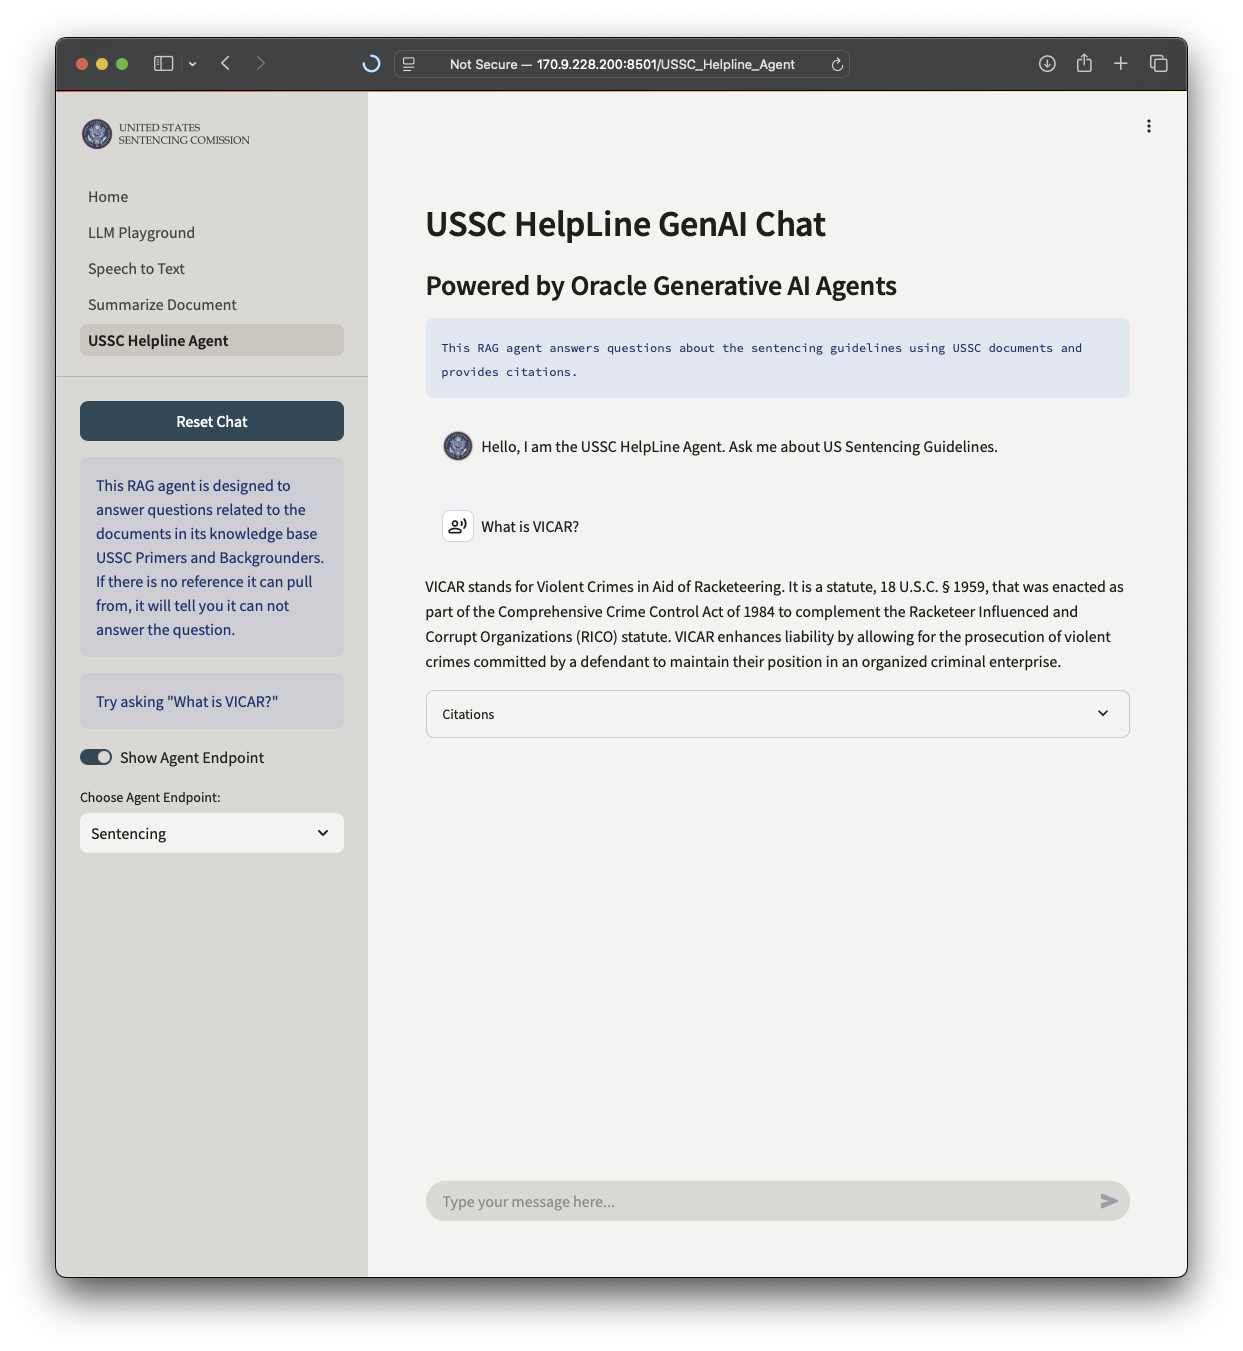 Not Secure — 170.9.228.200:8501/USSC_Helpline_Agent
UNITED STATES
SENTENCING COMISSION
Home
LLM Playground
Speech to Text
Summarize Document
USSC Helpline Agent
Reset Chat
This RAG agent is designed to
answer questions related to the
documents in its knowledge base
USSC Primers and Backgrounders.
If there is no reference it can pull
from, it will tell you it can not
answer the question.
Try asking "What is VICAR?"
Show Agent Endpoint
Choose Agent Endpoint:
Sentencing
USSC HelpLine GenAI Chat
Powered by Oracle Generative AI Agents
This RAG agent answers questions about the sentencing guidelines using USSC documents and
provides citations.
Hello, I am the USSC HelpLine Agent. Ask me about US Sentencing Guidelines.
What is VICAR?
VICAR stands for Violent Crimes in Aid of Racketeering. It is a statute, 18 U.S.C. § 1959, that was enacted as
part of the Comprehensive Crime Control Act of 1984 to complement the Racketeer Influenced and
Corrupt Organizations (RICO) statute. VICAR enhances liability by allowing for the prosecution of violent
crimes committed by a defendant to maintain their position in an organized criminal enterprise.
Citations
Type your message here...